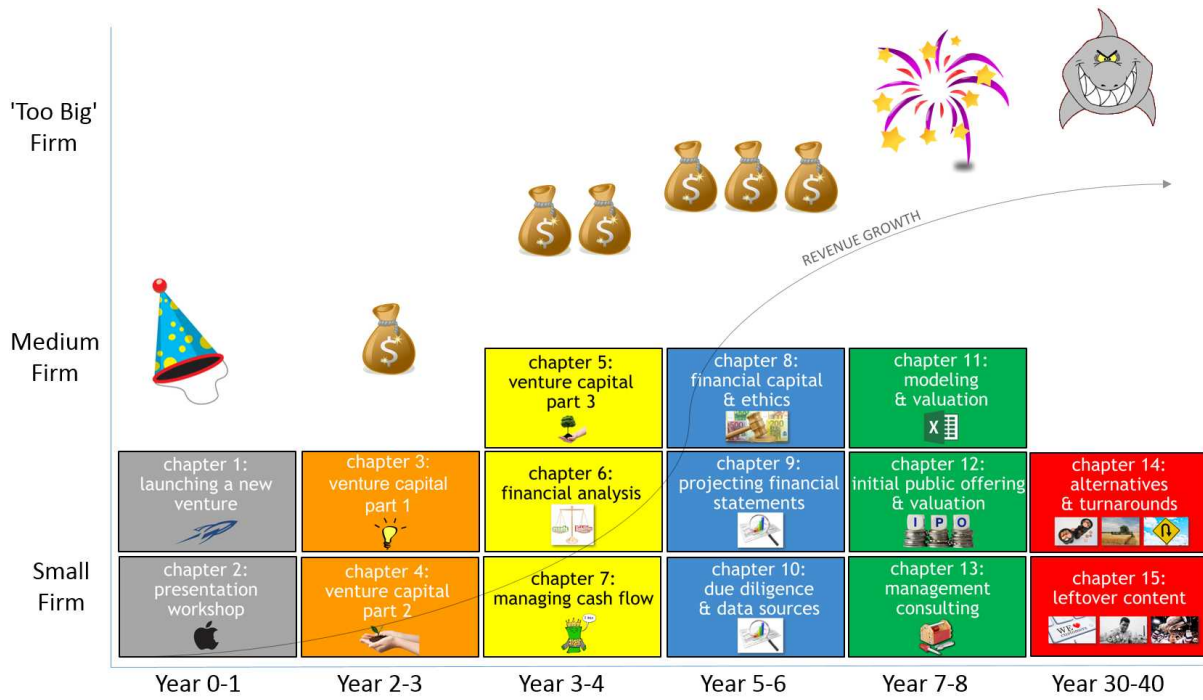 'Too Big'
Firm
Medium
Firm
Small
Firm
$
$ $
$ $ $
REVENUE GROWTH
chapter 1:
launching a new
venture
chapter 2:
presentation
workshop
chapter 3:
venture capital
part 1
chapter 4:
venture capital
part 2
chapter 5:
venture capital
part 3
chapter 6:
financial analysis
chapter 7:
managing cash flow
chapter 8:
financial capital
& ethics
chapter 9:
projecting financial
statements
chapter 10:
due diligence
& data sources
chapter 11:
modeling
& valuation
X
chapter 12:
initial public offering
& valuation
I P O
chapter 13:
management
consulting
chapter 14:
alternatives
& turnarounds
chapter 15:
leftover content
WE
Year 0-1
Year 2-3
Year 3-4
Year 5-6
Year 7-8
Year 30-40